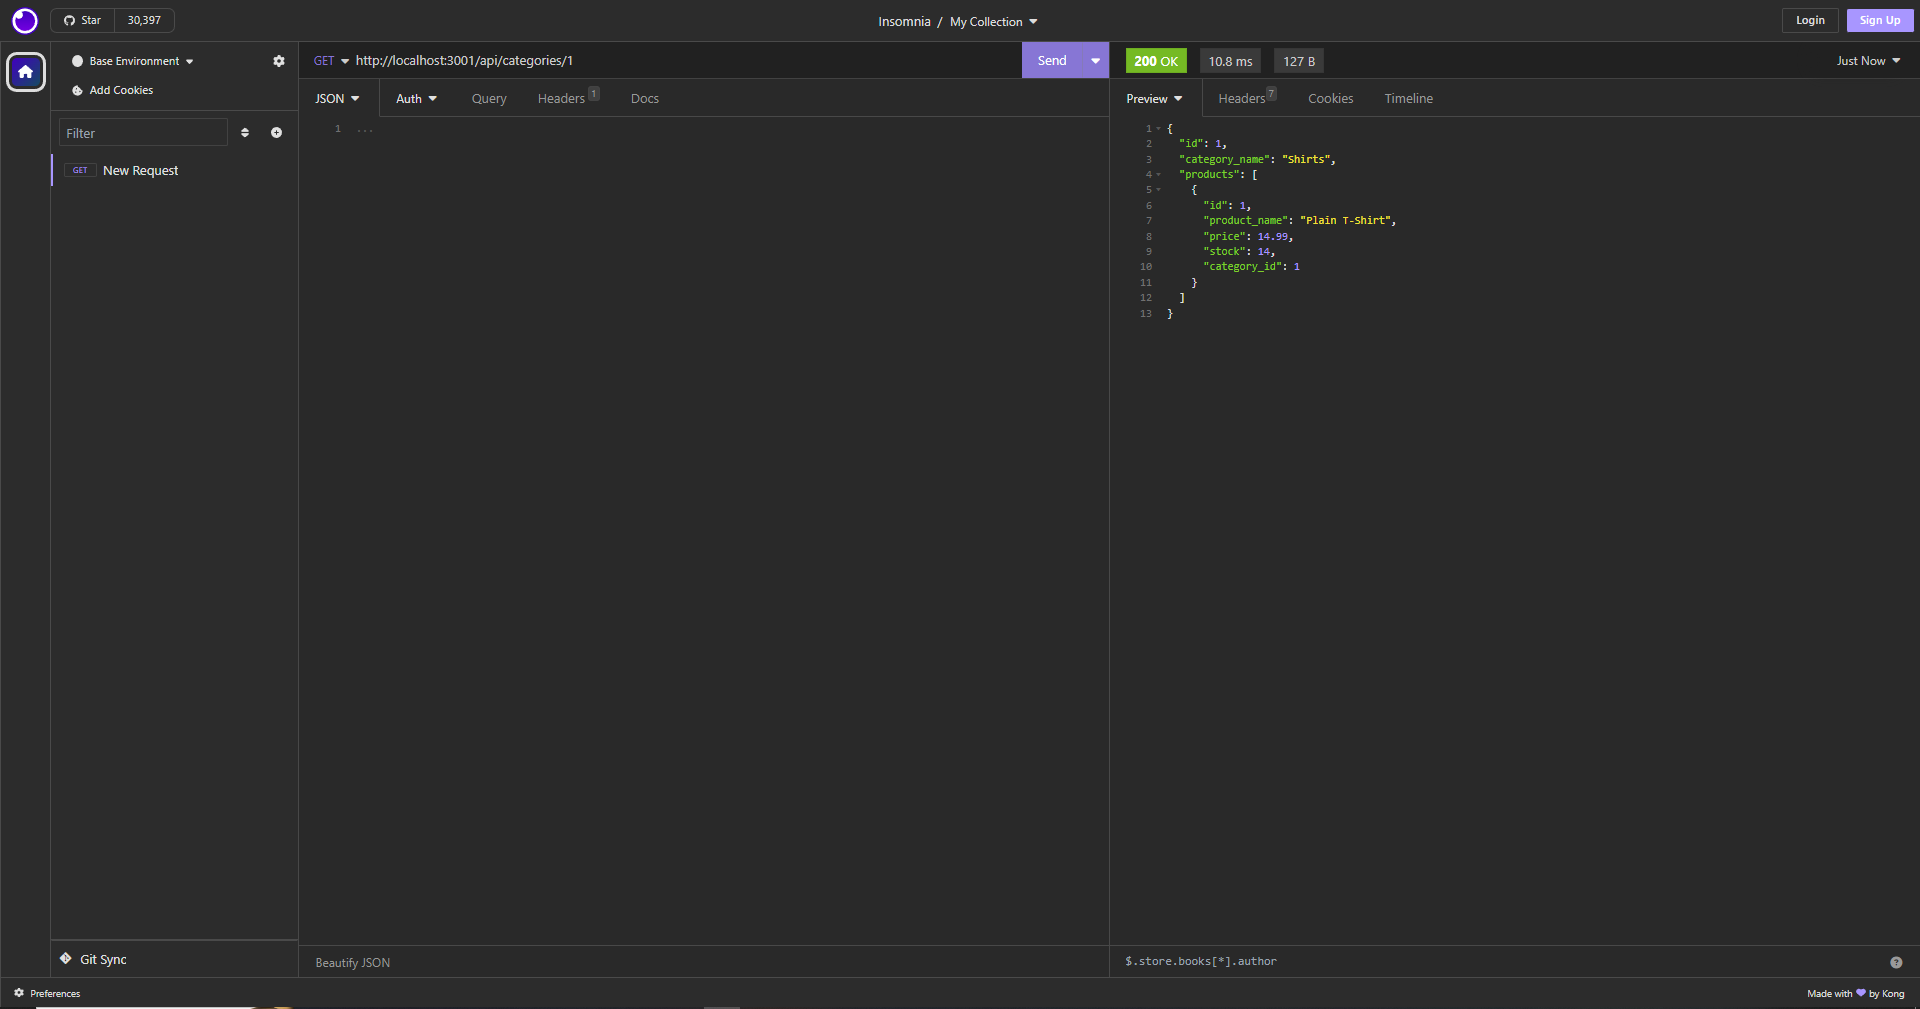 Star 30,397
Insomnia / My Collection
Login Sign Up
Base Environment
Add Cookies
Filter
GET New Request
Git Sync
Preferences
GET http://localhost:3001/api/categories/1 Send
JSON Auth Query Headers 1 Docs
1 ...
Beautify JSON
200 OK 10.8 ms 127 B Just Now
Preview Headers 7 Cookies Timeline
1 {
2 "id": 1,
3 "category_name": "Shirts",
4 "products": [
5 {
6 "id": 1,
7 "product_name": "Plain T-Shirt",
8 "price": 14.99,
9 "stock": 14,
10 "category_id": 1
11 }
12 ]
13 }
$.store.books[*].author ?
Made with 💜 by Kong